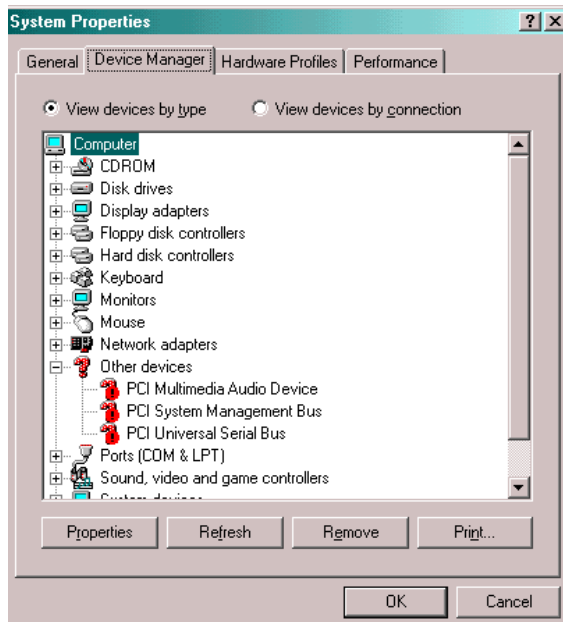 System Properties
General Device Manager Hardware Profiles Performance
View devices by type View devices by connection
Computer
CDROM
Disk drives
Display adapters
Floppy disk controllers
Hard disk controllers
Keyboard
Monitors
Mouse
Network adapters
Other devices
PCI Multimedia Audio Device
PCI System Management Bus
PCI Universal Serial Bus
Ports (COM & LPT)
Sound, video and game controllers
System devices
Properties Refresh Remove Print...
OK Cancel